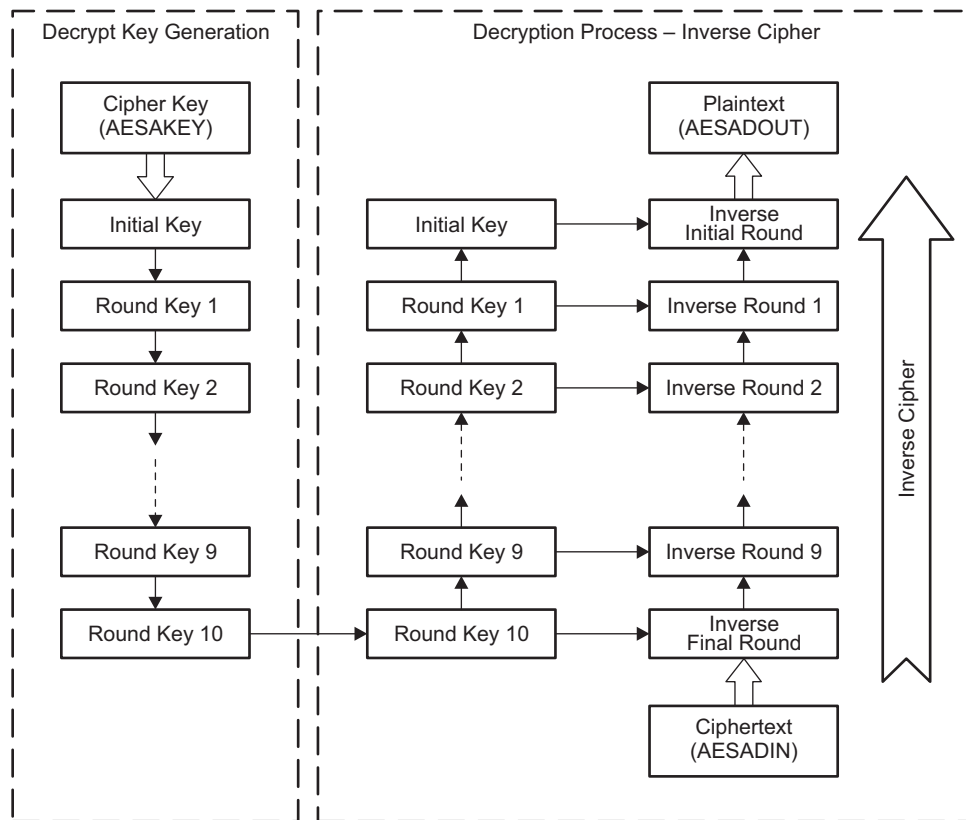 Decrypt Key Generation
Cipher Key
(AESAKEY)
Initial Key
Round Key 1
Round Key 2
Round Key 9
Round Key 10
Decryption Process – Inverse Cipher
Plaintext
(AESADOUT)
Initial Key
Inverse
Initial Round
Round Key 1
Inverse Round 1
Round Key 2
Inverse Round 2
Round Key 9
Inverse Round 9
Round Key 10
Inverse
Final Round
Ciphertext
(AESADIN)
Inverse Cipher